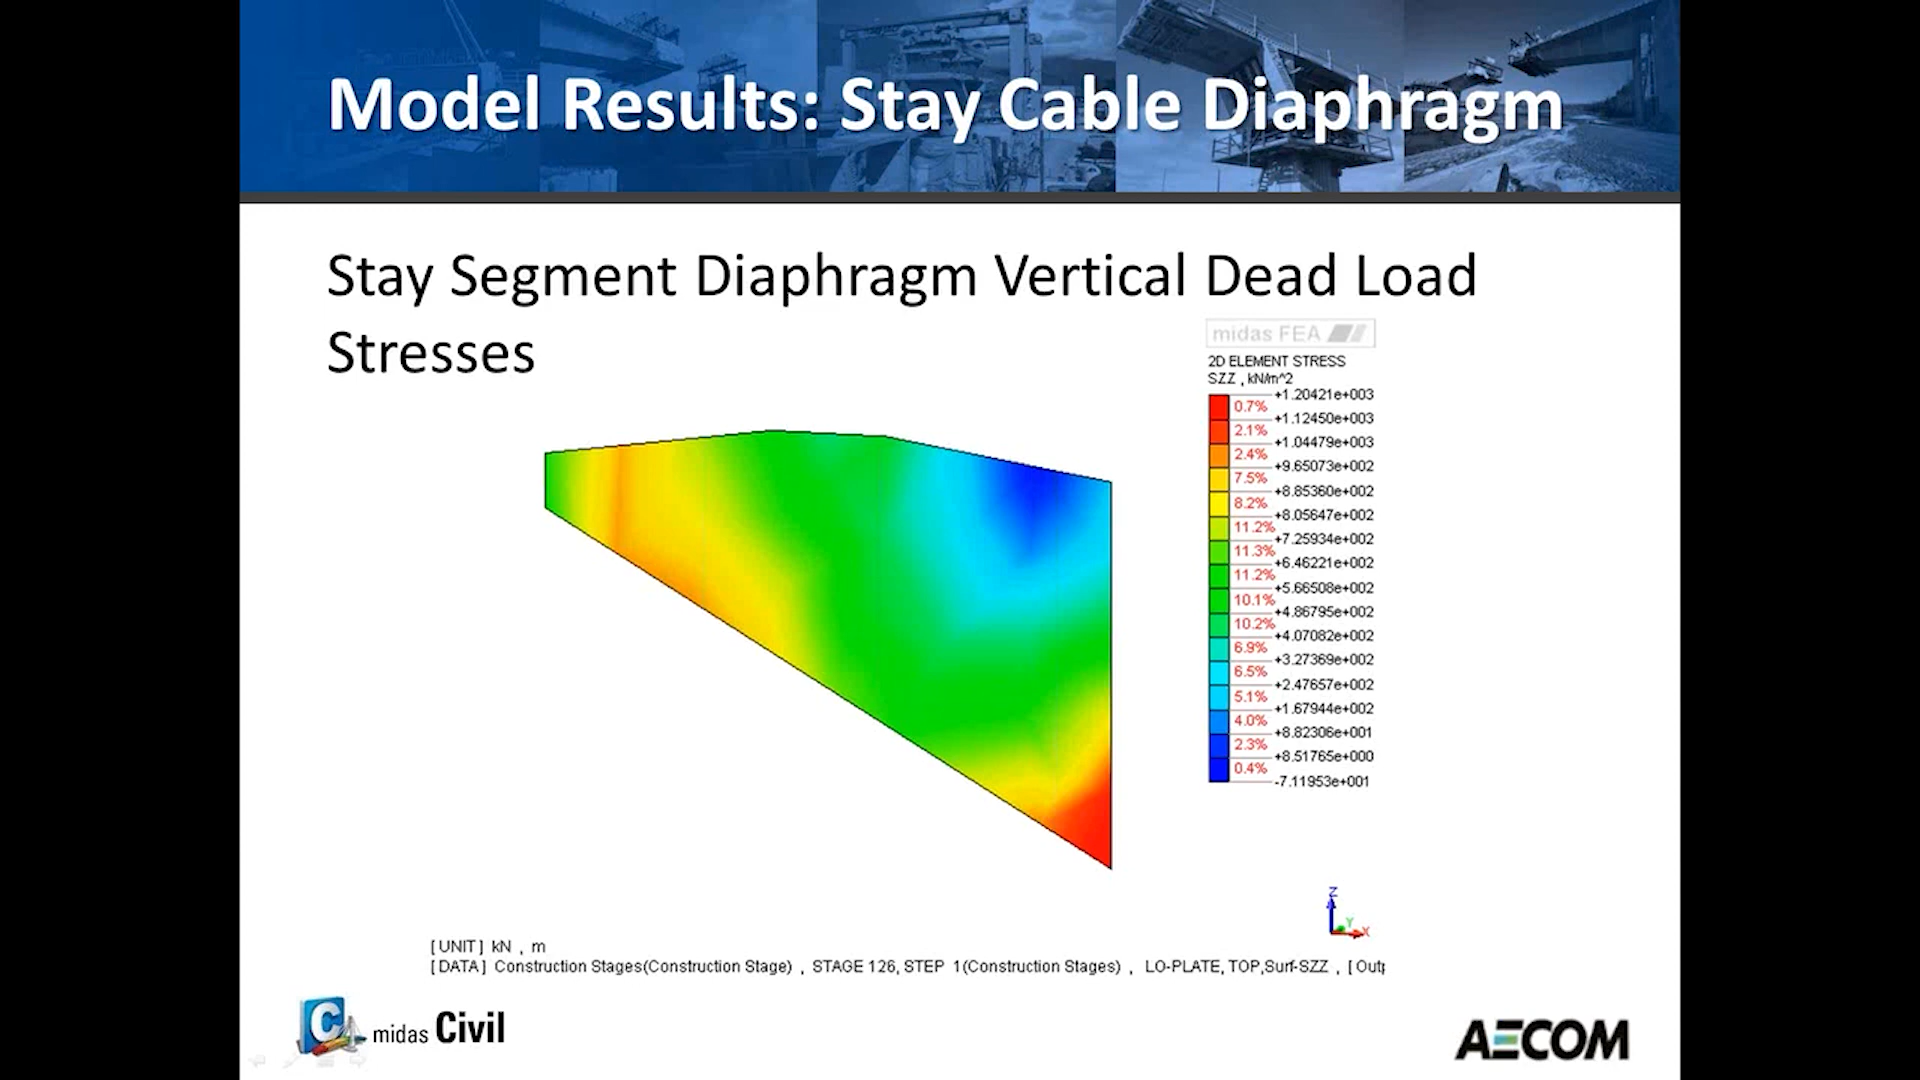 Model Results: Stay Cable Diaphragm
Stay Segment Diaphragm Vertical Dead Load
Stresses
midas FEA
2D ELEMENT STRESS
SZZ , kN/m^2
+1.20421e+003
0.7%
+1.12450e+003
2.1%
+1.04479e+003
2.4%
+9.65073e+002
7.5%
+8.85360e+002
8.2%
+8.05647e+002
11.2%
+7.25934e+002
11.3%
+6.46221e+002
11.2%
+5.66508e+002
10.1%
+4.86795e+002
10.2%
+4.07082e+002
6.9%
+3.27369e+002
6.5%
+2.47657e+002
5.1%
+1.67944e+002
4.0%
+8.82306e+001
2.3%
+8.51765e+000
0.4%
-7.11953e+001
Z
Y
X
[UNIT] kN , m
[DATA] Construction Stages(Construction Stage) , STAGE 126, STEP 1(Construction Stages) , LO-PLATE, TOP,Surf-SZZ , [ Outp
C midas Civil
AECOM